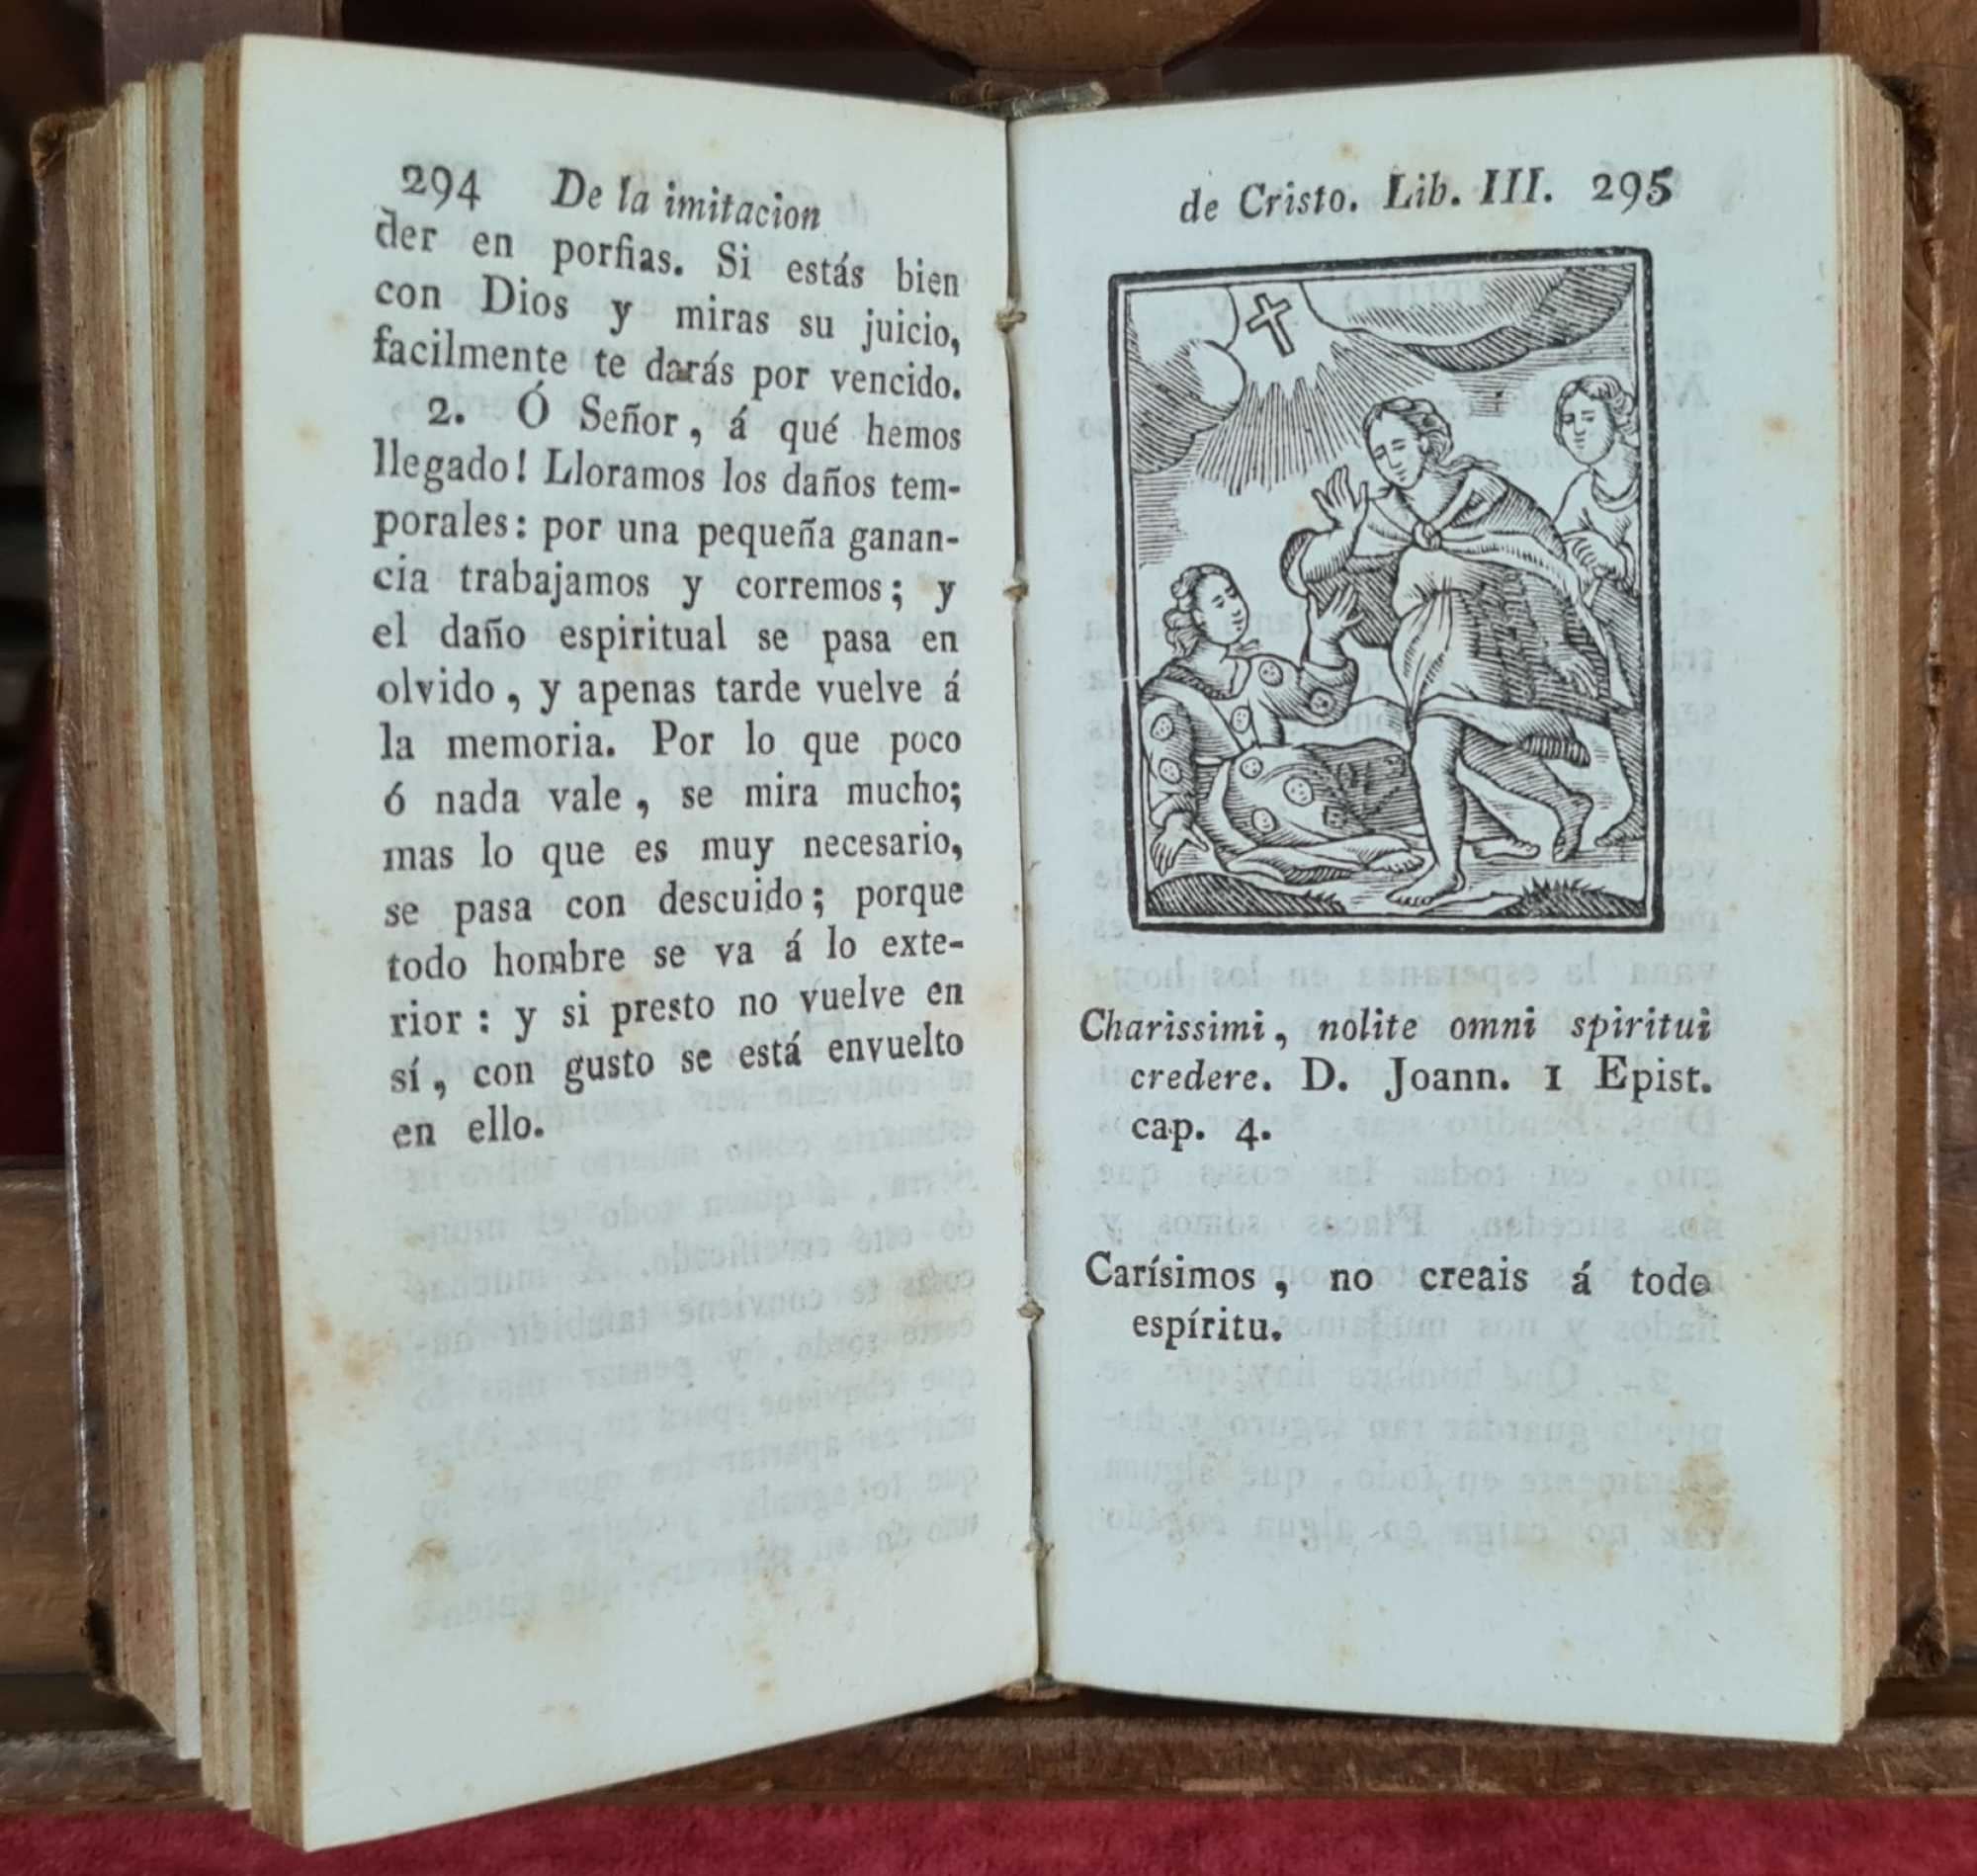 294 De la imitacion
der en porfias. Si estás bien
con Dios y miras su juicio,
facilmente te darás por vencido.
2. Ó Señor, á qué hemos
llegado! Lloramos los daños tem-
porales: por una pequeña ganan-
cia trabajamos y corremos; y
el daño espiritual se pasa en
olvido, y apenas tarde vuelve á
la memoria. Por lo que poco
ó nada vale, se mira mucho;
mas lo que es muy necesario,
se pasa con descuido; porque
todo hombre se va á lo exte-
rior: y si presto no vuelve en
sí, con gusto se está envuelto
en ello.
de Cristo. Lib. III. 295
Charissimi, nolite omni spiritui
credere. D. Joann. 1 Epist.
cap. 4.
Carísimos, no creais á todo
espíritu.